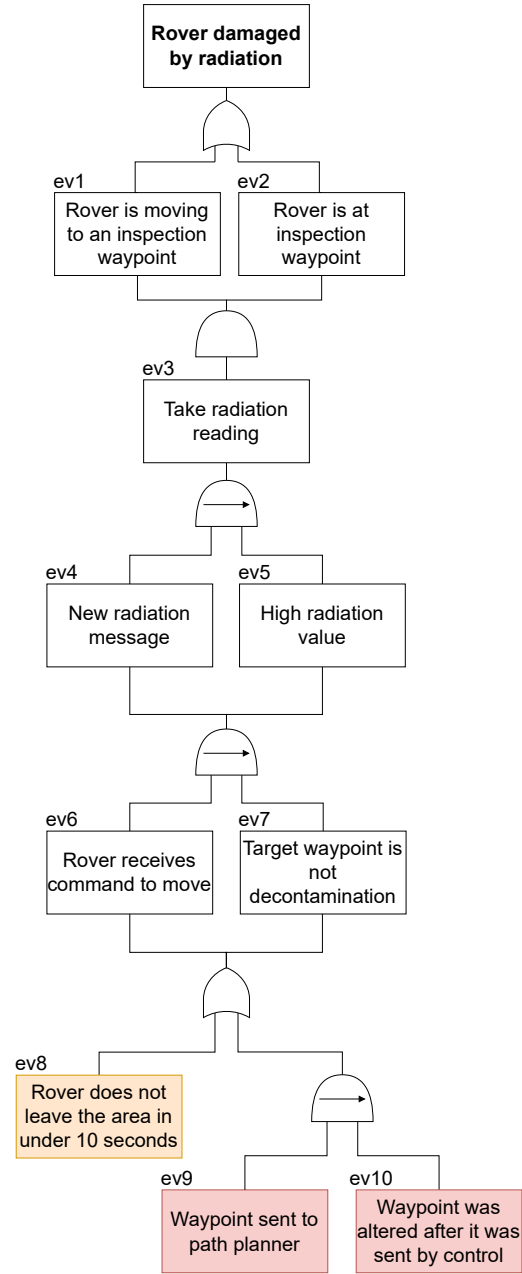 Rover damaged
by radiation
ev1
ev2
Rover is moving
to an inspection
waypoint
Rover is at
inspection
waypoint
ev3
Take radiation
reading
ev4
ev5
New radiation
message
High radiation
value
ev6
ev7
Rover receives
command to move
Target waypoint is
not
decontamination
ev8
Rover does not
leave the area in
under 10 seconds
ev9
ev10
Waypoint sent to
path planner
Waypoint was
altered after it was
sent by control